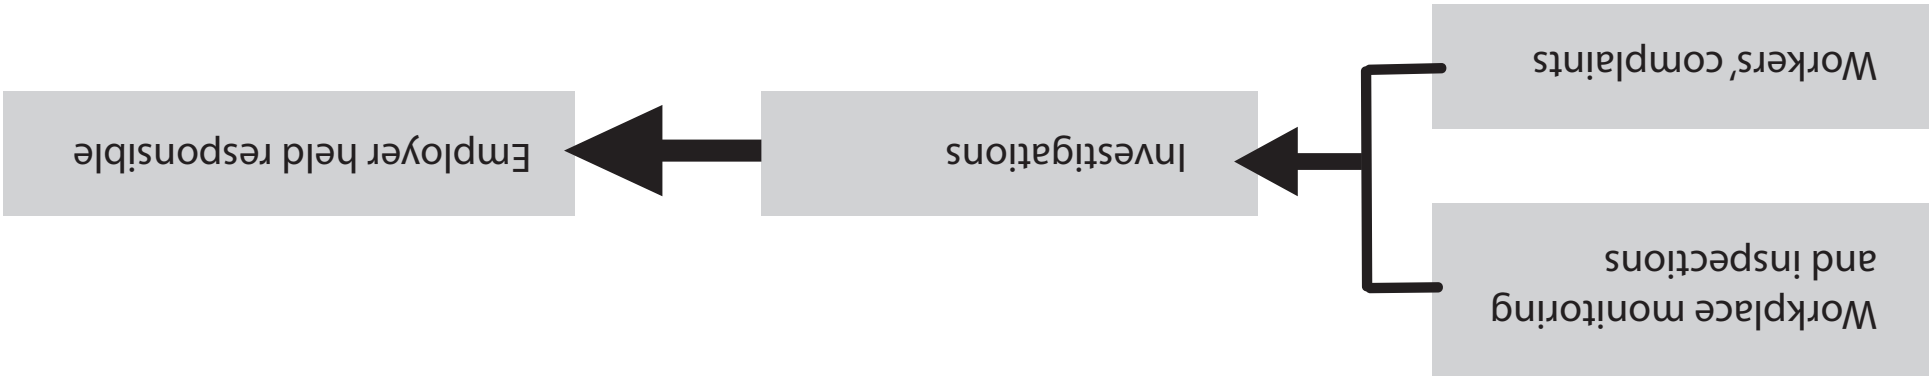 Workplace monitoring
and inspections
Workers’ complaints
Investigations
Employer held responsible